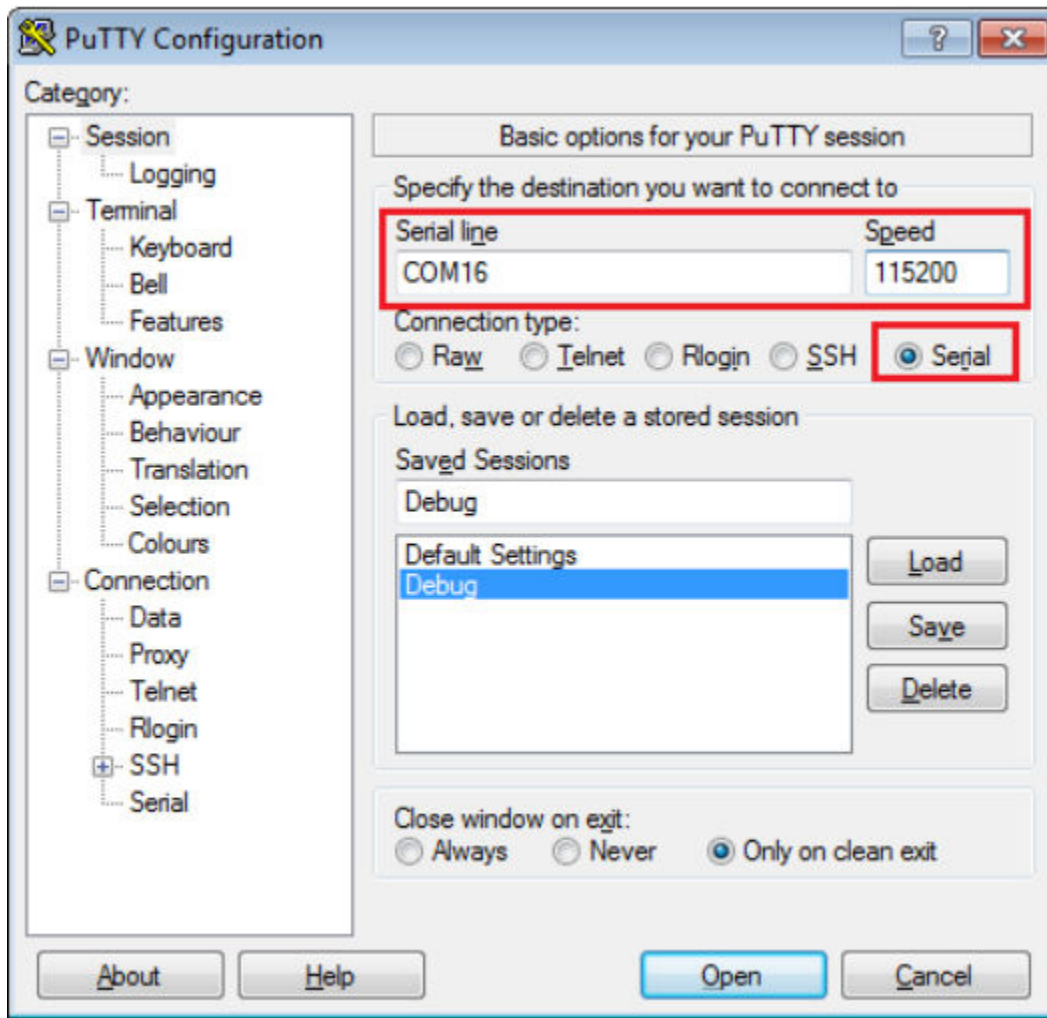 PuTTY Configuration
Category:
Session
Logging
Terminal
Keyboard
Bell
Features
Window
Appearance
Behaviour
Translation
Selection
Colours
Connection
Data
Proxy
Telnet
Rlogin
SSH
Serial
Basic options for your PuTTY session
Specify the destination you want to connect to
Serial line Speed
COM16 115200
Connection type:
Raw Telnet Rlogin SSH Serial
Load, save or delete a stored session
Saved Sessions
Debug
Default Settings
Debug
Load
Save
Delete
Close window on exit:
Always Never Only on clean exit
About Help Open Cancel